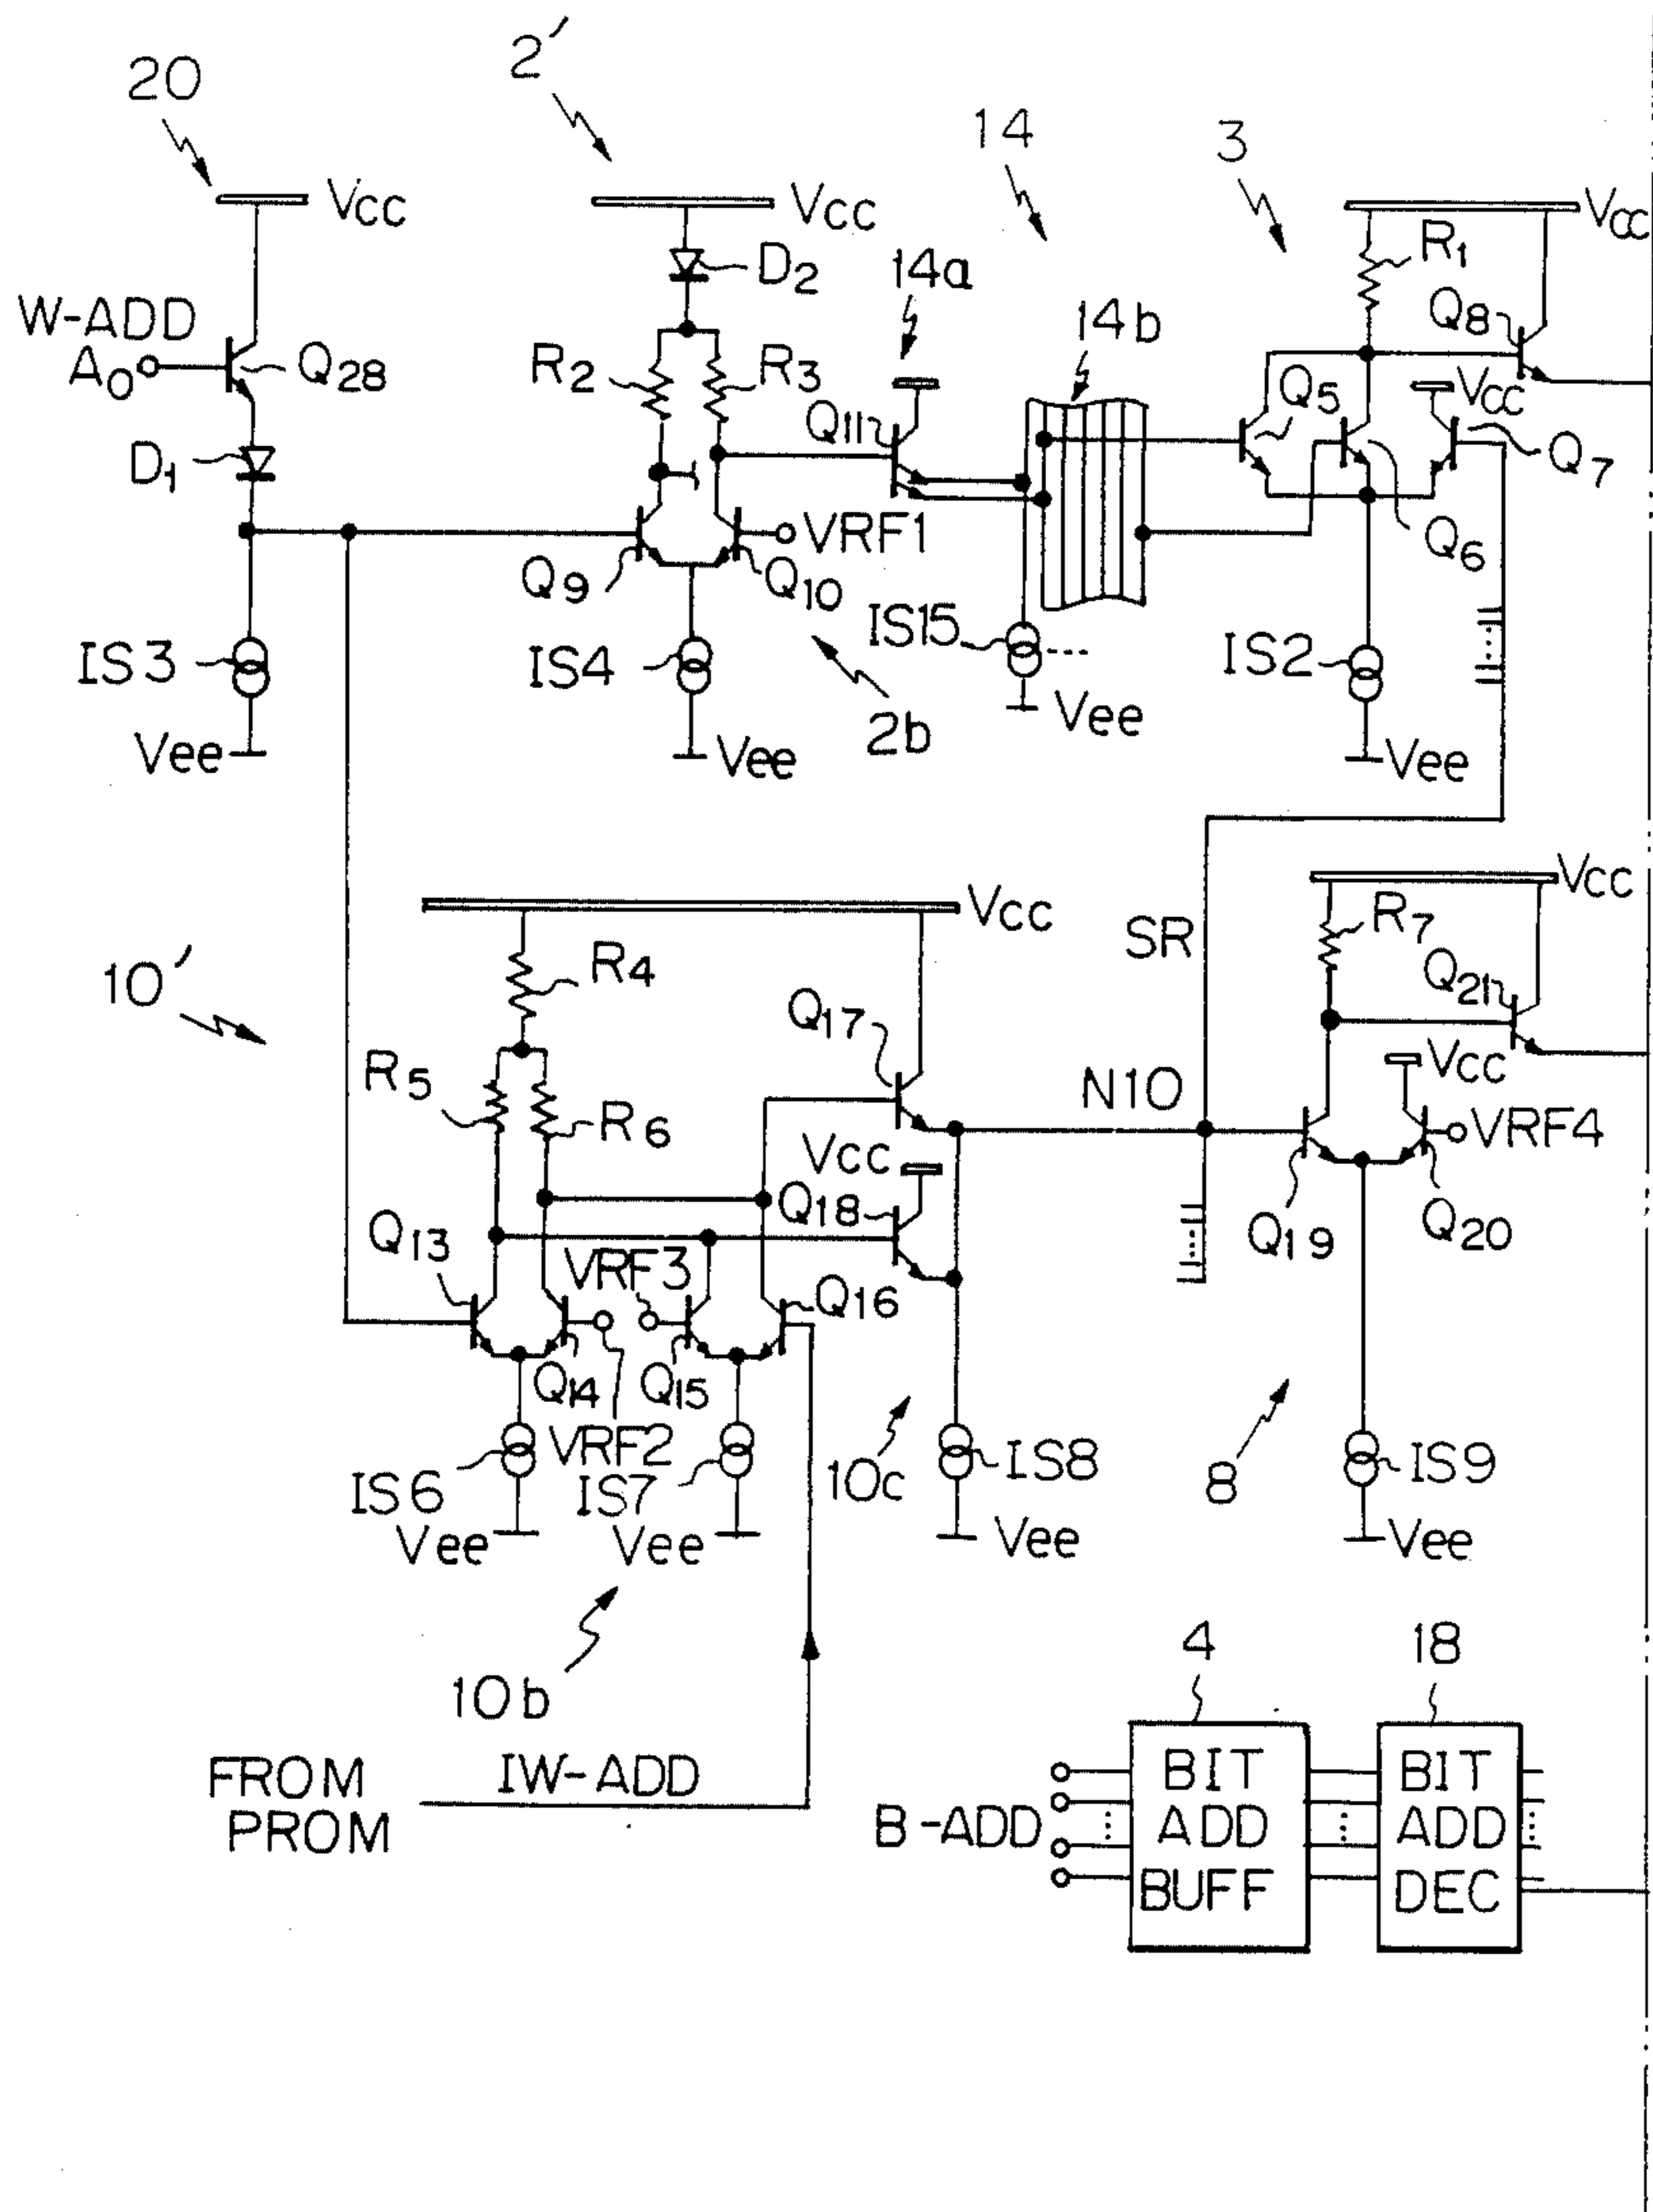 20
2'
14
3
Vcc
Vcc
Vcc
W-ADD
A0
Q28
D1
D2
R2
R3
14a
14b
Q11
R1
Q8
Q5
Vcc
Q7
Q6
VRF1
Q9
Q10
IS3
IS4
IS15
IS2
2b
Vee
Vee
Vee
Vee
10'
Vcc
Vcc
R4
R5
R6
Q17
SR
R7
Q21
N10
Vcc
VRF4
Vcc
Q18
Q13
VRF3
Q16
Q19
Q20
Q14
Q15
VRF2
IS6
IS7
10c
IS8
8
IS9
Vee
Vee
Vee
Vee
10b
4
18
FROM
PROM
IW-ADD
B-ADD
BIT
ADD
BUFF
BIT
ADD
DEC